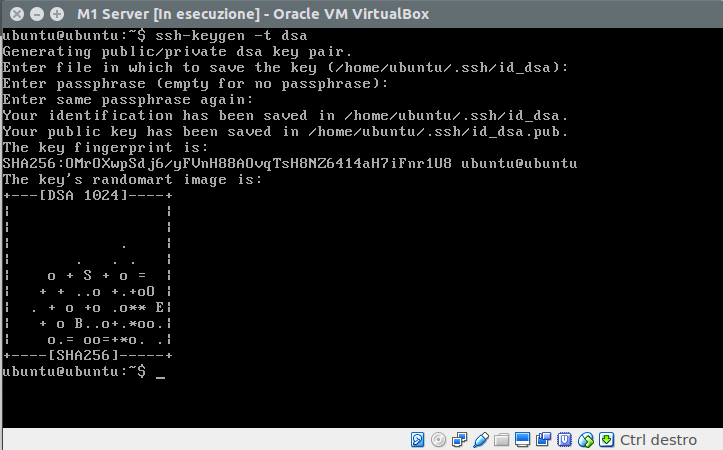 M1 Server [In esecuzione] - Oracle VM VirtualBox
ubuntu@ubuntu:~$ ssh-keygen -t dsa
Generating public/private dsa key pair.
Enter file in which to save the key (/home/ubuntu/.ssh/id_dsa):
Enter passphrase (empty for no passphrase):
Enter same passphrase again:
Your identification has been saved in /home/ubuntu/.ssh/id_dsa.
Your public key has been saved in /home/ubuntu/.ssh/id_dsa.pub.
The key fingerprint is:
SHA256:OMrOXwpSdj6/yFVnH88AOvqTsH8NZ6414aH7iFnr1U8 ubuntu@ubuntu
The key's randomart image is:
+---[DSA 1024]----+
|                 |
|                 |
|              .  |
|        .   . .  |
|    o + S + o =  |
|   + + ..o +.+oO |
|  . + o +o .o** E|
|   + o B..o+.*oo.|
|    o.= oo=+*o. .|
+----[SHA256]-----+
ubuntu@ubuntu:~$ _
Ctrl destro